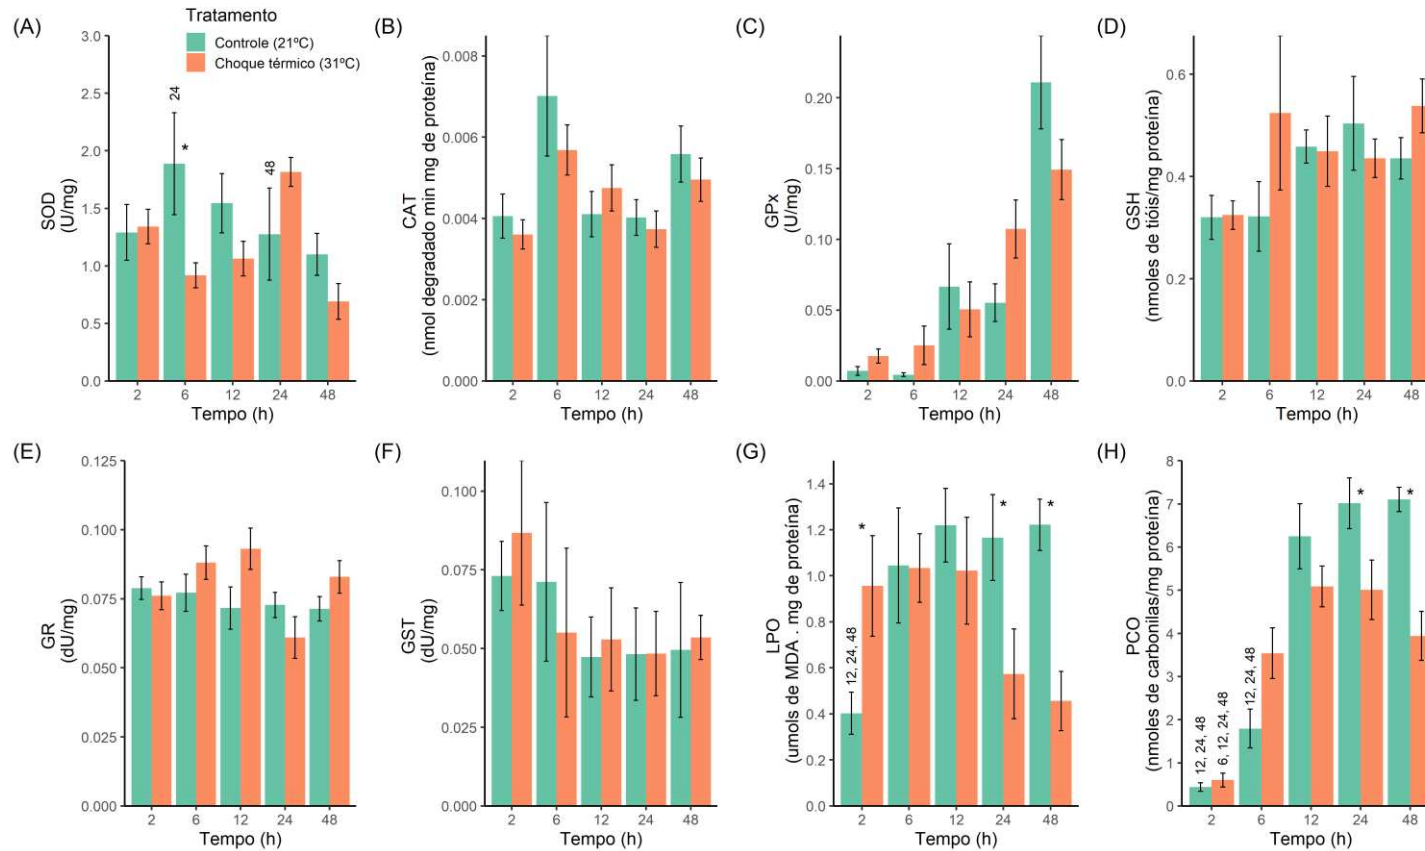 Tratamento
Controle (21ºC)
Choque térmico (31ºC)
(A)
3.0
2.5
2.0
1.5
1.0
0.5
0.0
SOD
(U/mg)
24
*
48
2 6 12 24 48
Tempo (h)
(B)
0.008
0.006
0.004
0.002
0.000
CAT
(nmol degradado min mg de proteína)
2 6 12 24 48
Tempo (h)
(C)
0.20
0.15
0.10
0.05
0.00
GPx
(U/mg)
2 6 12 24 48
Tempo (h)
(D)
0.6
0.4
0.2
0.0
GSH
(nmoles de tióis/mg proteína)
2 6 12 24 48
Tempo (h)
(E)
0.125
0.100
0.075
0.050
0.025
0.000
GR
(dU/mg)
2 6 12 24 48
Tempo (h)
(F)
0.100
0.075
0.050
0.025
0.000
GST
(dU/mg)
2 6 12 24 48
Tempo (h)
(G)
1.4
1.2
1.0
0.8
0.6
0.4
0.2
0.0
LPO
(umols de MDA . mg de proteína)
12, 24, 48
*
*
*
2 6 12 24 48
Tempo (h)
(H)
8
7
6
5
4
3
2
1
0
PCO
(nmoles de carbonilas/mg proteína)
12, 24, 48
6, 12, 24, 48
12, 24, 48
*
*
2 6 12 24 48
Tempo (h)